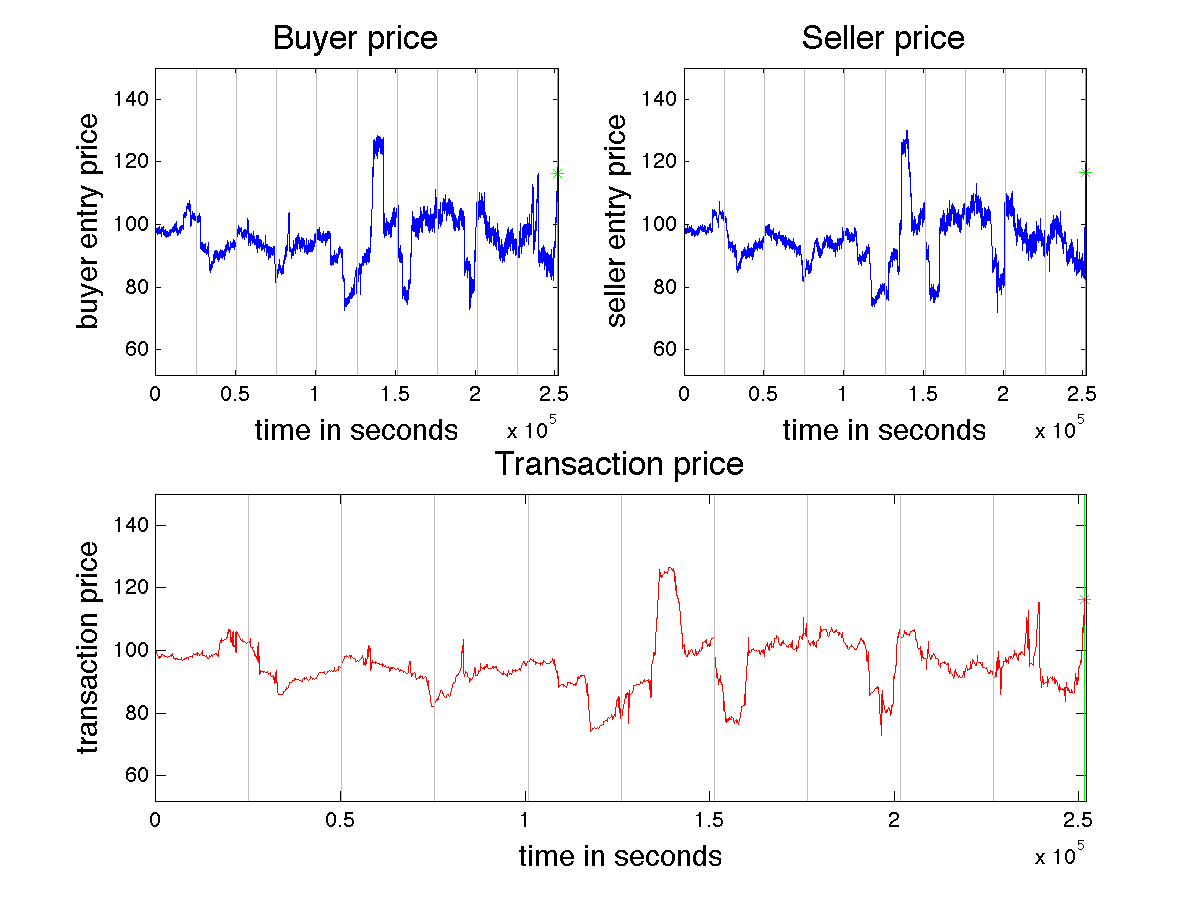 Buyer price
buyer entry price
140
120
100
80
60
0 0.5 1 1.5 2 2.5
x 10^5
time in seconds
Seller price
seller entry price
140
120
100
80
60
0 0.5 1 1.5 2 2.5
x 10^5
time in seconds
Transaction price
transaction price
140
120
100
80
60
0 0.5 1 1.5 2 2.5
x 10^5
time in seconds